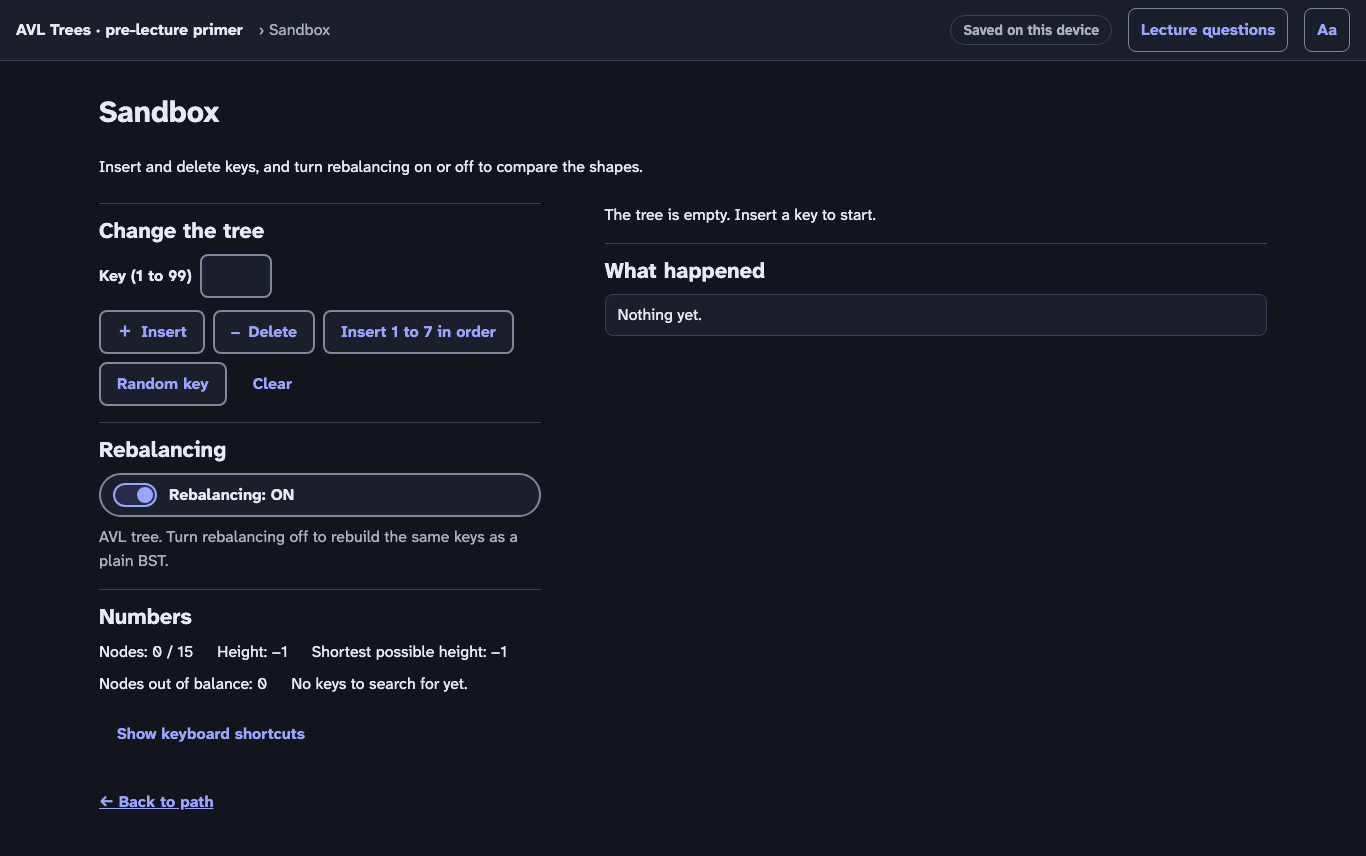 AVL Trees · pre-lecture primer › Sandbox
Saved on this device
Lecture questions
Aa
Sandbox
Insert and delete keys, and turn rebalancing on or off to compare the shapes.
Change the tree
Key (1 to 99)
+ Insert
– Delete
Insert 1 to 7 in order
Random key
Clear
Rebalancing
Rebalancing: ON
AVL tree. Turn rebalancing off to rebuild the same keys as a
plain BST.
Numbers
Nodes: 0 / 15 Height: −1 Shortest possible height: −1
Nodes out of balance: 0 No keys to search for yet.
Show keyboard shortcuts
← Back to path
The tree is empty. Insert a key to start.
What happened
Nothing yet.